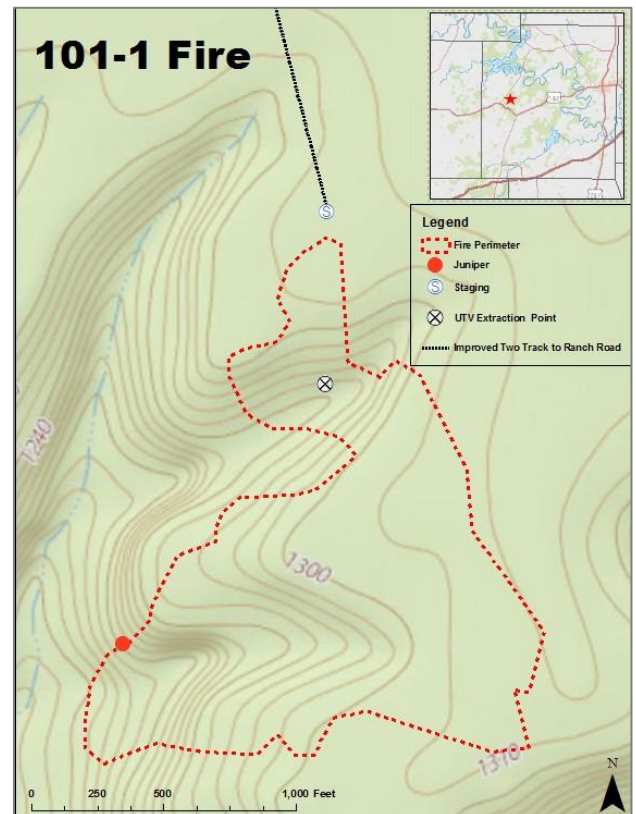 101-1 Fire
Legend
Fire Perimeter
Juniper
S Staging
UTV Extraction Point
Improved Two Track to Ranch Road
S
1240
1300
1310
0 250 500 1,000 Feet
N